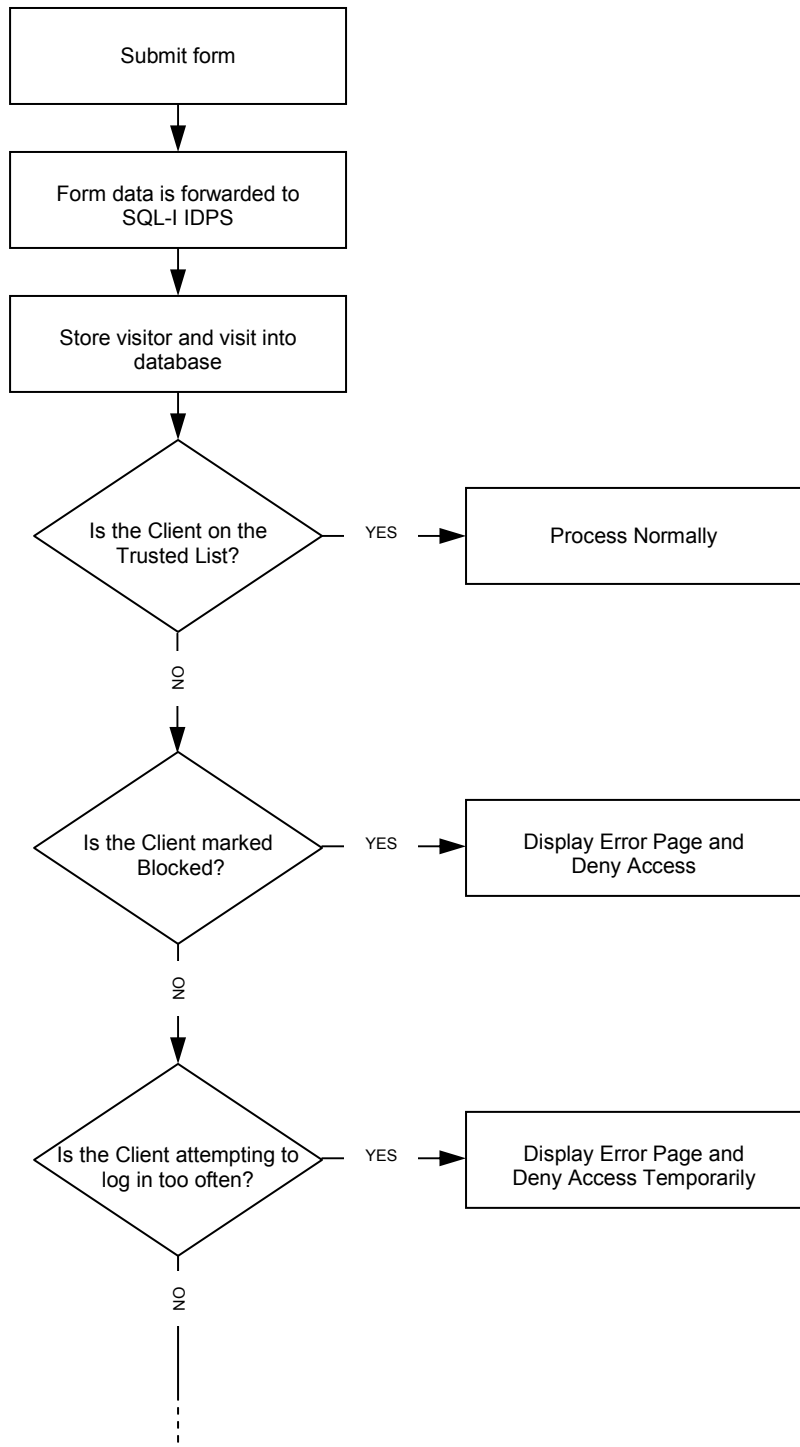 Submit form
Form data is forwarded to
SQL-I IDPS
Store visitor and visit into
database
Is the Client on the
Trusted List?
YES
Process Normally
NO
Is the Client marked
Blocked?
YES
Display Error Page and
Deny Access
NO
Is the Client attempting to
log in too often?
YES
Display Error Page and
Deny Access Temporarily
NO